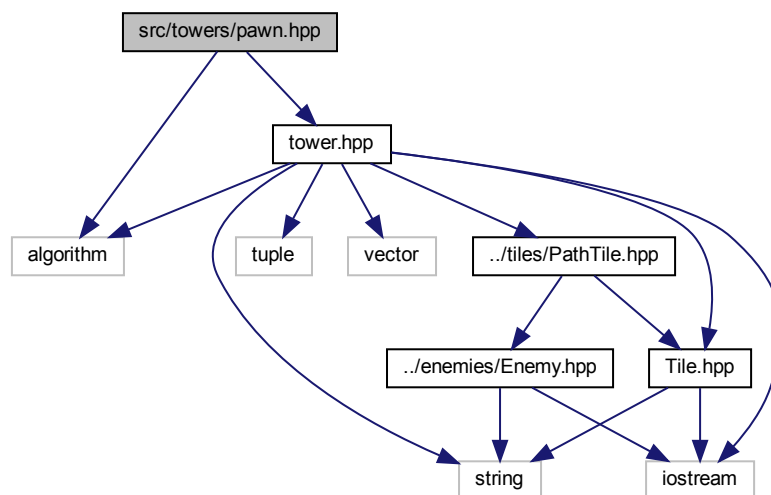 src/towers/pawn.hpp
tower.hpp
algorithm
tuple
vector
../tiles/PathTile.hpp
../enemies/Enemy.hpp
Tile.hpp
string
iostream